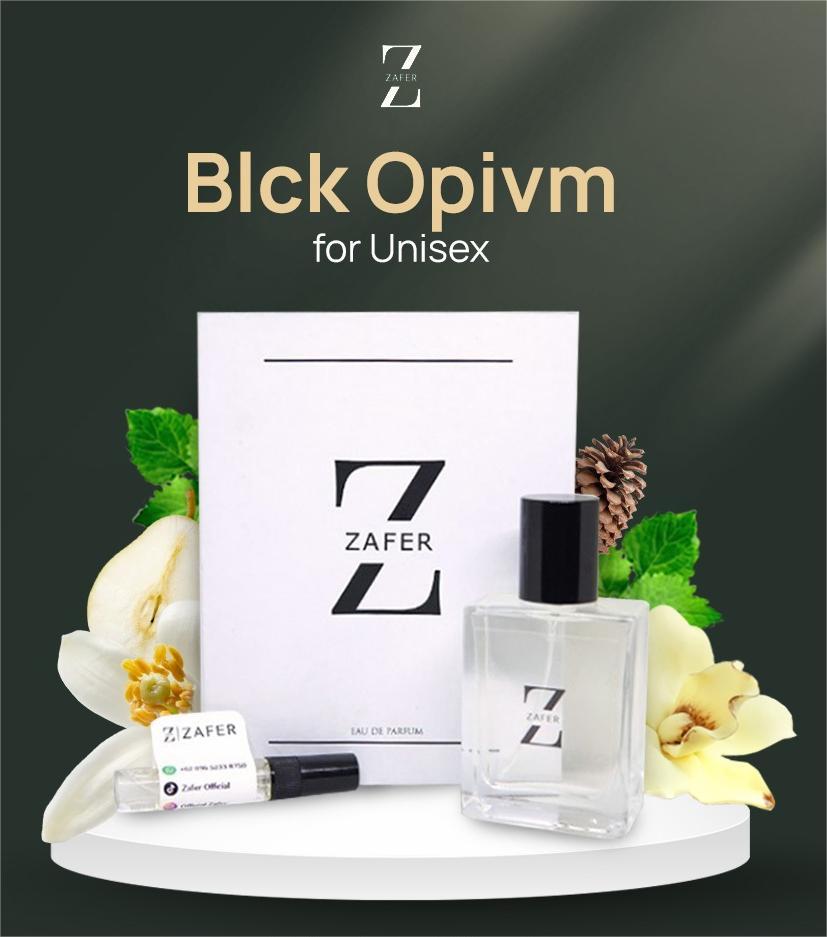 ZAFER
Blck Opivm
for Unisex
Z
ZAFER
EAU DE PARFUM
ZAFER
Z|ZAFER
Zafer Official